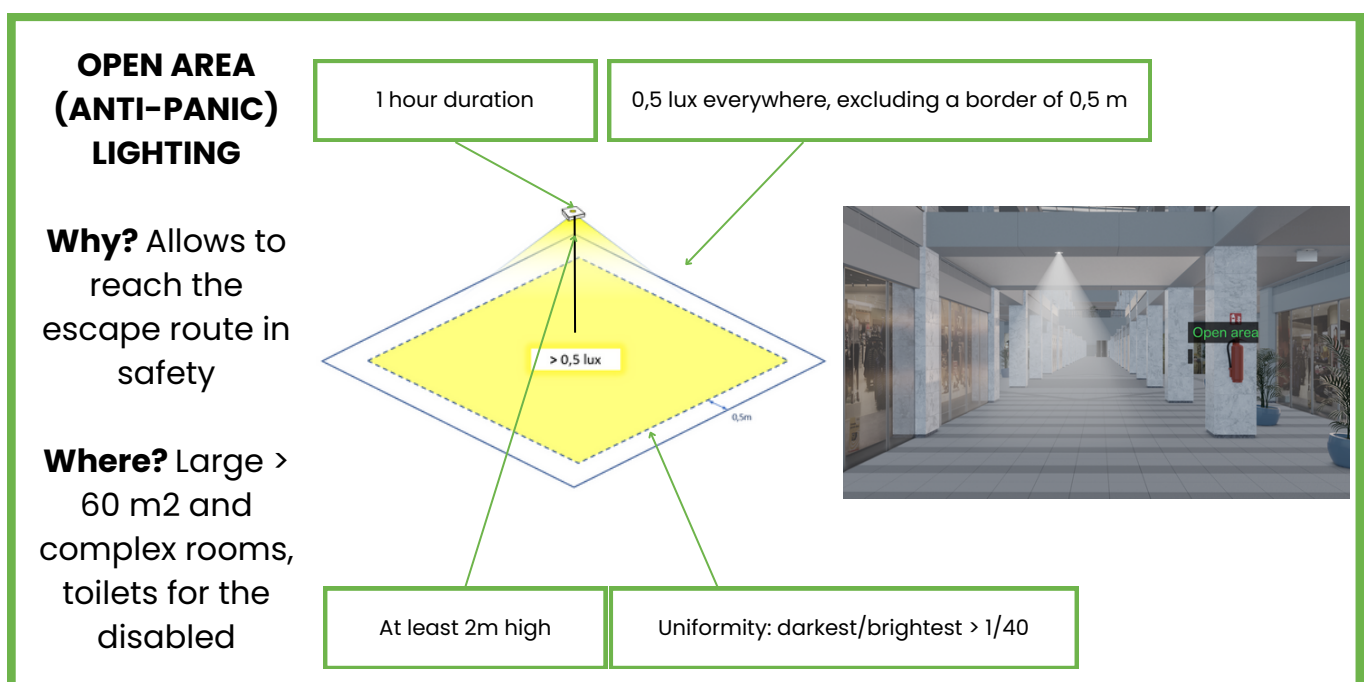 OPEN AREA
(ANTI-PANIC)
LIGHTING
Why? Allows to
reach the
escape route in
safety
Where? Large >
60 m2 and
complex rooms,
toilets for the
disabled
1 hour duration
0,5 lux everywhere, excluding a border of 0,5 m
> 0,5 lux
0,5m
Open area
At least 2m high
Uniformity: darkest/brightest > 1/40